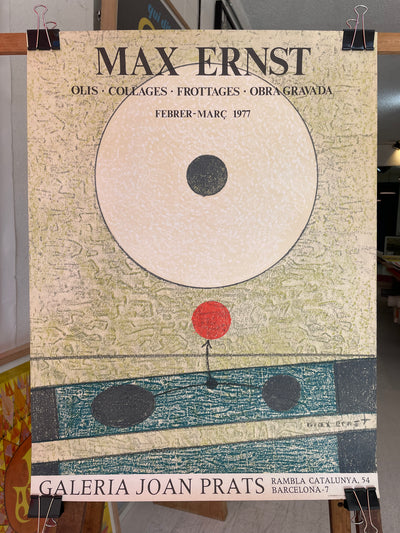 MAX ERNST
OLIS · COLLAGES · FROTTAGES · OBRA GRAVADA
FEBRER-MARÇ 1977
max ernst
GALERIA JOAN PRATS
RAMBLA CATALUNYA, 54
BARCELONA-7